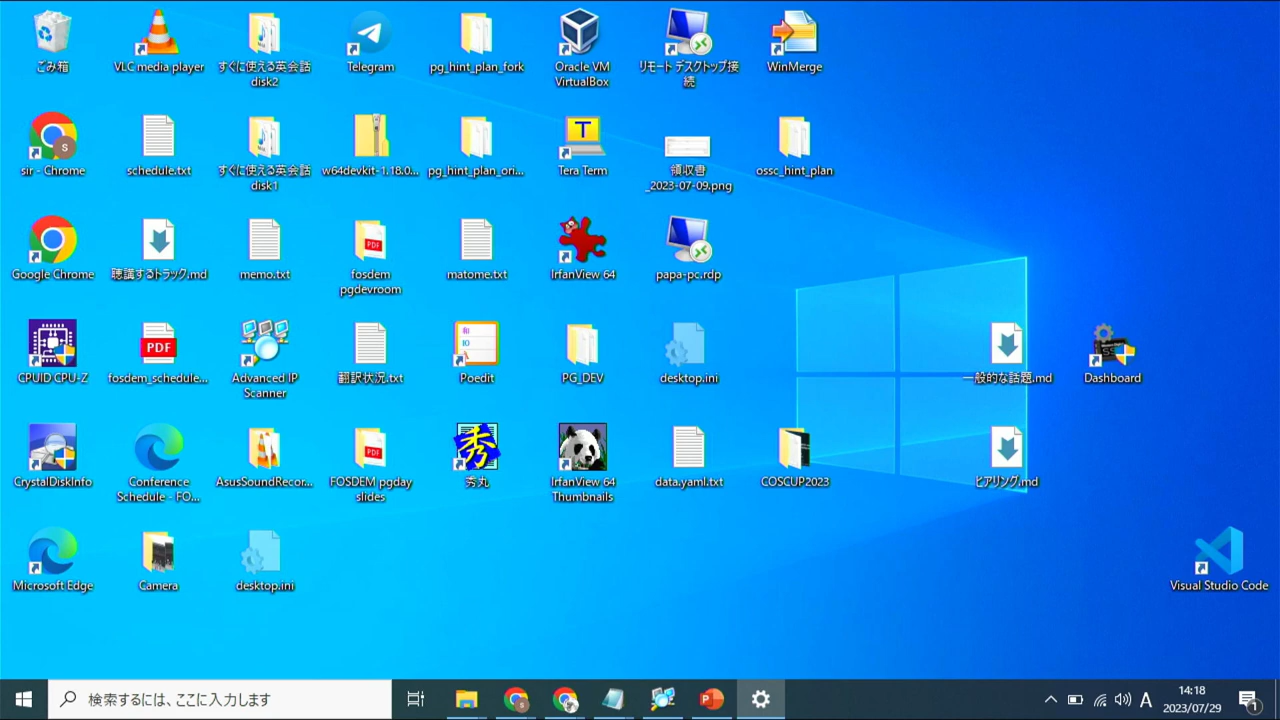 ごみ箱
VLC media player
すぐに使える英会話
disk2
Telegram
pg_hint_plan_fork
Oracle VM
VirtualBox
リモート デスクトップ接
続
WinMerge
sir - Chrome
schedule.txt
すぐに使える英会話
disk1
w64devkit-1.18.0...
pg_hint_plan_ori...
Tera Term
領収書
_2023-07-09.png
ossc_hint_plan
Google Chrome
聴講するトラック.md
memo.txt
fosdem
pgdevroom
matome.txt
IrfanView 64
papa-pc.rdp
CPUID CPU-Z
fosdem_schedule...
Advanced IP
Scanner
翻訳状況.txt
Poedit
PG_DEV
desktop.ini
一般的な話題.md
Dashboard
CrystalDiskInfo
Conference
Schedule - FO...
AsusSoundRecor...
FOSDEM pgday
slides
秀丸
IrfanView 64
Thumbnails
data.yaml.txt
COSCUP2023
ヒアリング.md
Microsoft Edge
Camera
desktop.ini
Visual Studio Code
検索するには、ここに入力します
A
14:18
2023/07/29
1